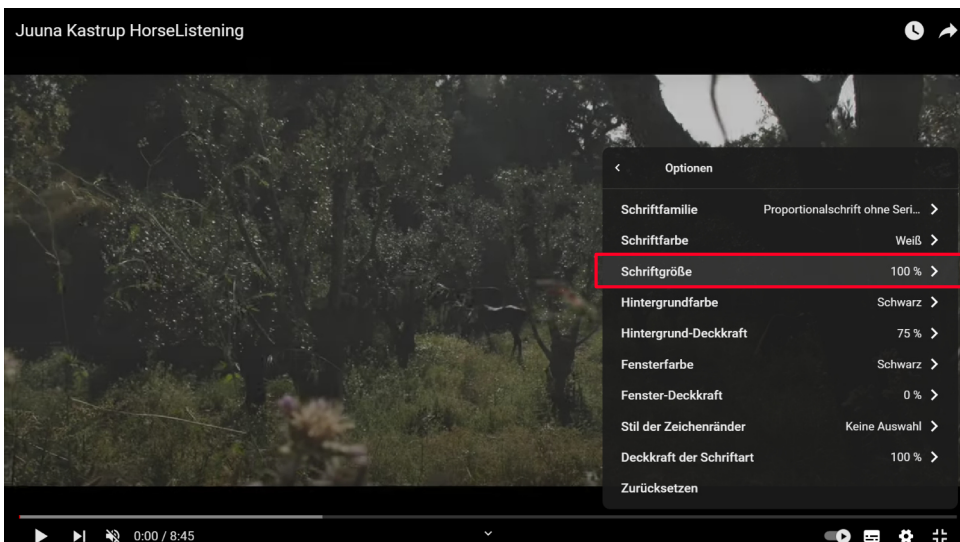 Juuna Kastrup HorseListening
Optionen
Schriftfamilie Proportionalschrift ohne Seri...
Schriftfarbe Weiß
Schriftgröße 100 %
Hintergrundfarbe Schwarz
Hintergrund-Deckkraft 75 %
Fensterfarbe Schwarz
Fenster-Deckkraft 0 %
Stil der Zeichenränder Keine Auswahl
Deckkraft der Schriftart 100 %
Zurücksetzen
0:00 / 8:45